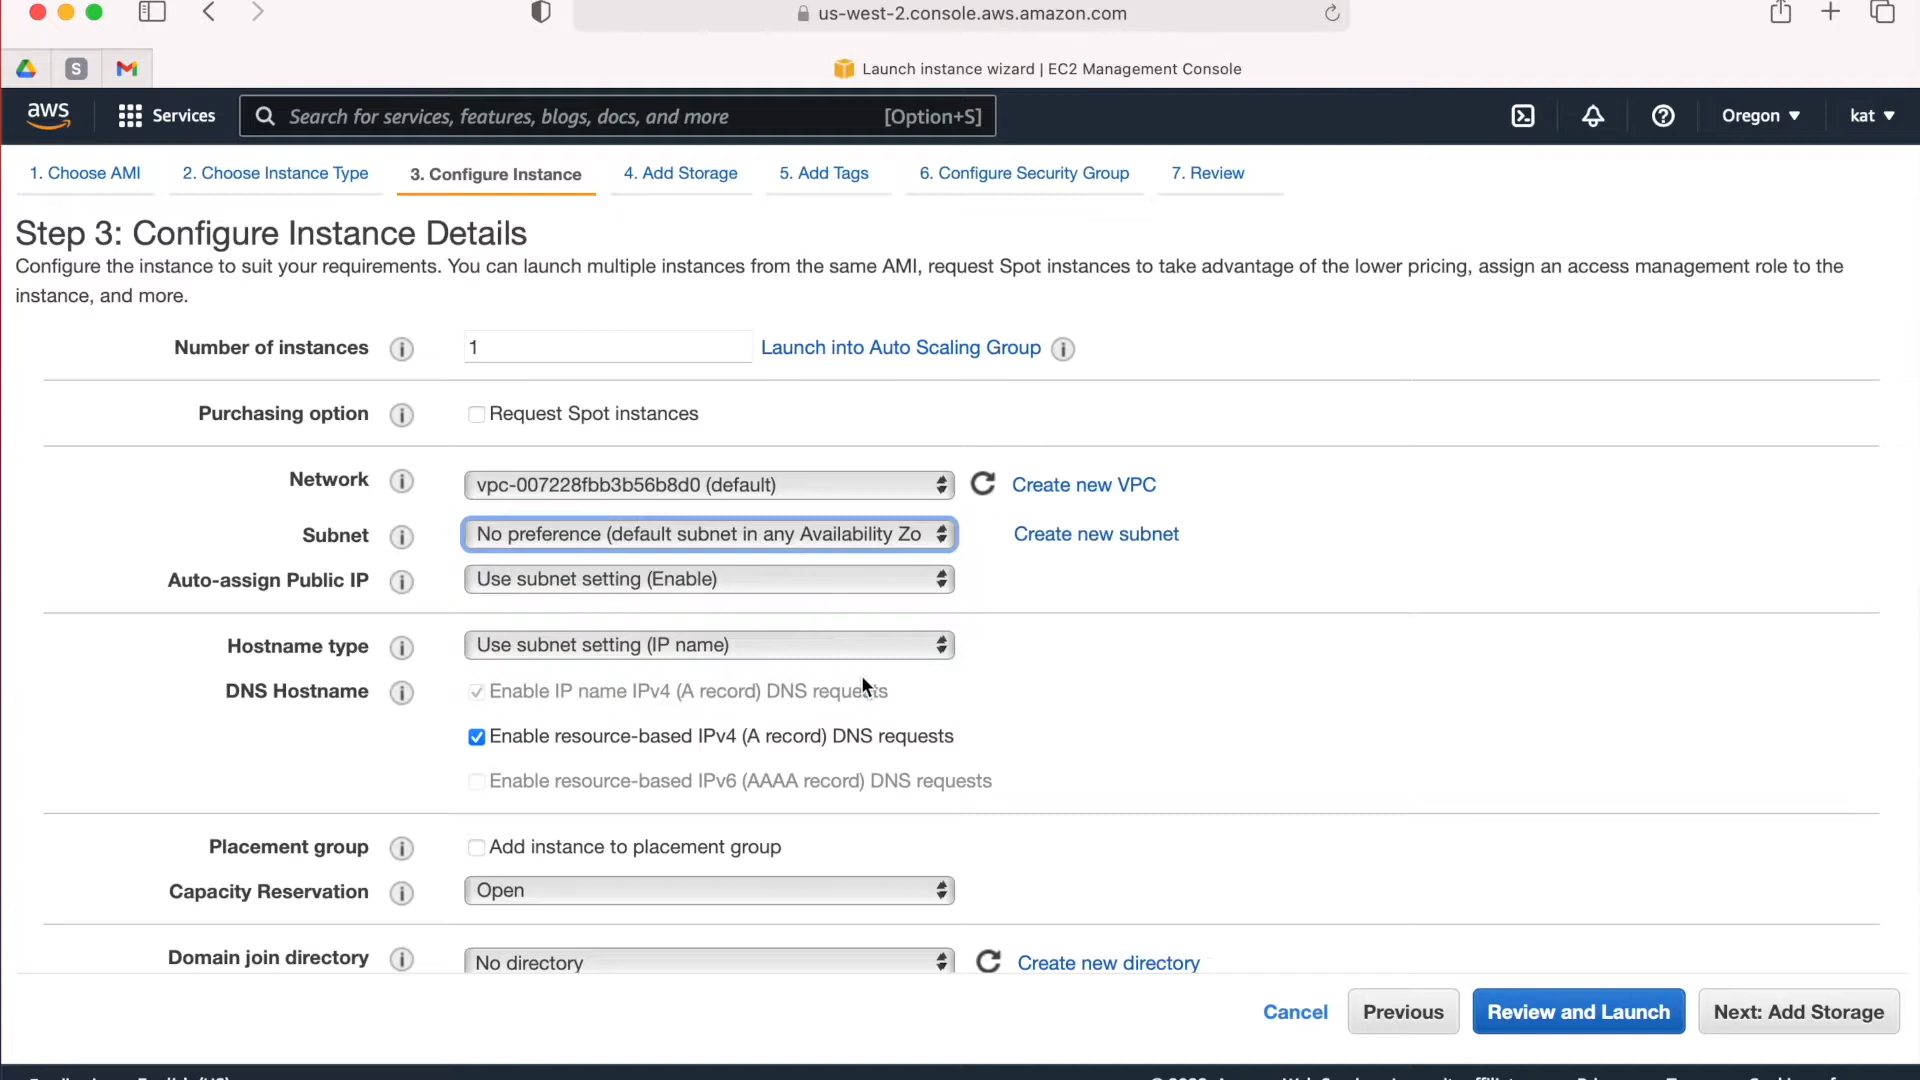 us-west-2.console.aws.amazon.com
S
Launch instance wizard | EC2 Management Console
aws
Services
Search for services, features, blogs, docs, and more
[Option+S]
Oregon
kat
1. Choose AMI
2. Choose Instance Type
3. Configure Instance
4. Add Storage
5. Add Tags
6. Configure Security Group
7. Review
Step 3: Configure Instance Details
Configure the instance to suit your requirements. You can launch multiple instances from the same AMI, request Spot instances to take advantage of the lower pricing, assign an access management role to the
instance, and more.
Number of instances
1
Launch into Auto Scaling Group
Purchasing option
Request Spot instances
Network
vpc-007228fbb3b56b8d0 (default)
Create new VPC
Subnet
No preference (default subnet in any Availability Zo
Create new subnet
Auto-assign Public IP
Use subnet setting (Enable)
Hostname type
Use subnet setting (IP name)
DNS Hostname
Enable IP name IPv4 (A record) DNS requests
Enable resource-based IPv4 (A record) DNS requests
Enable resource-based IPv6 (AAAA record) DNS requests
Placement group
Add instance to placement group
Capacity Reservation
Open
Domain join directory
No directory
Create new directory
Cancel
Previous
Review and Launch
Next: Add Storage